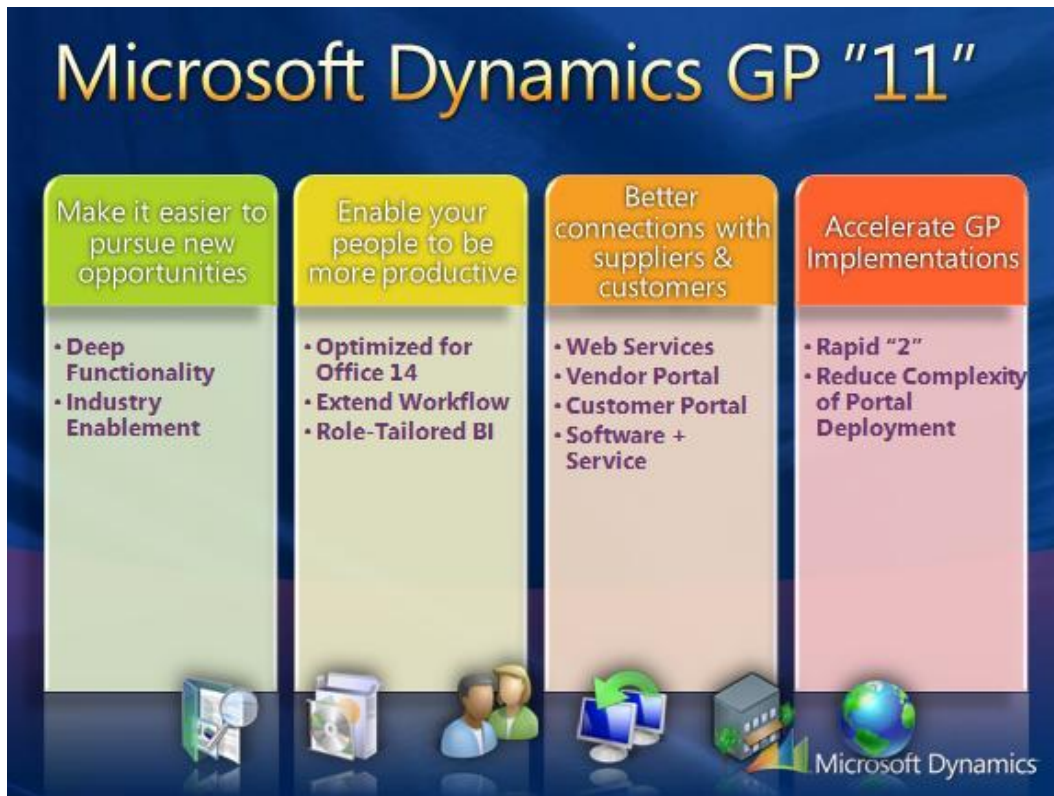 Microsoft Dynamics GP "11"
Make it easier to
pursue new
opportunities
• Deep
Functionality
• Industry
Enablement
Enable your
people to be
more productive
• Optimized for
Office 14
• Extend Workflow
• Role-Tailored BI
Better
connections with
suppliers &
customers
• Web Services
• Vendor Portal
• Customer Portal
• Software +
Service
Accelerate GP
Implementations
• Rapid "2"
• Reduce Complexity
of Portal
Deployment
Microsoft Dynamics